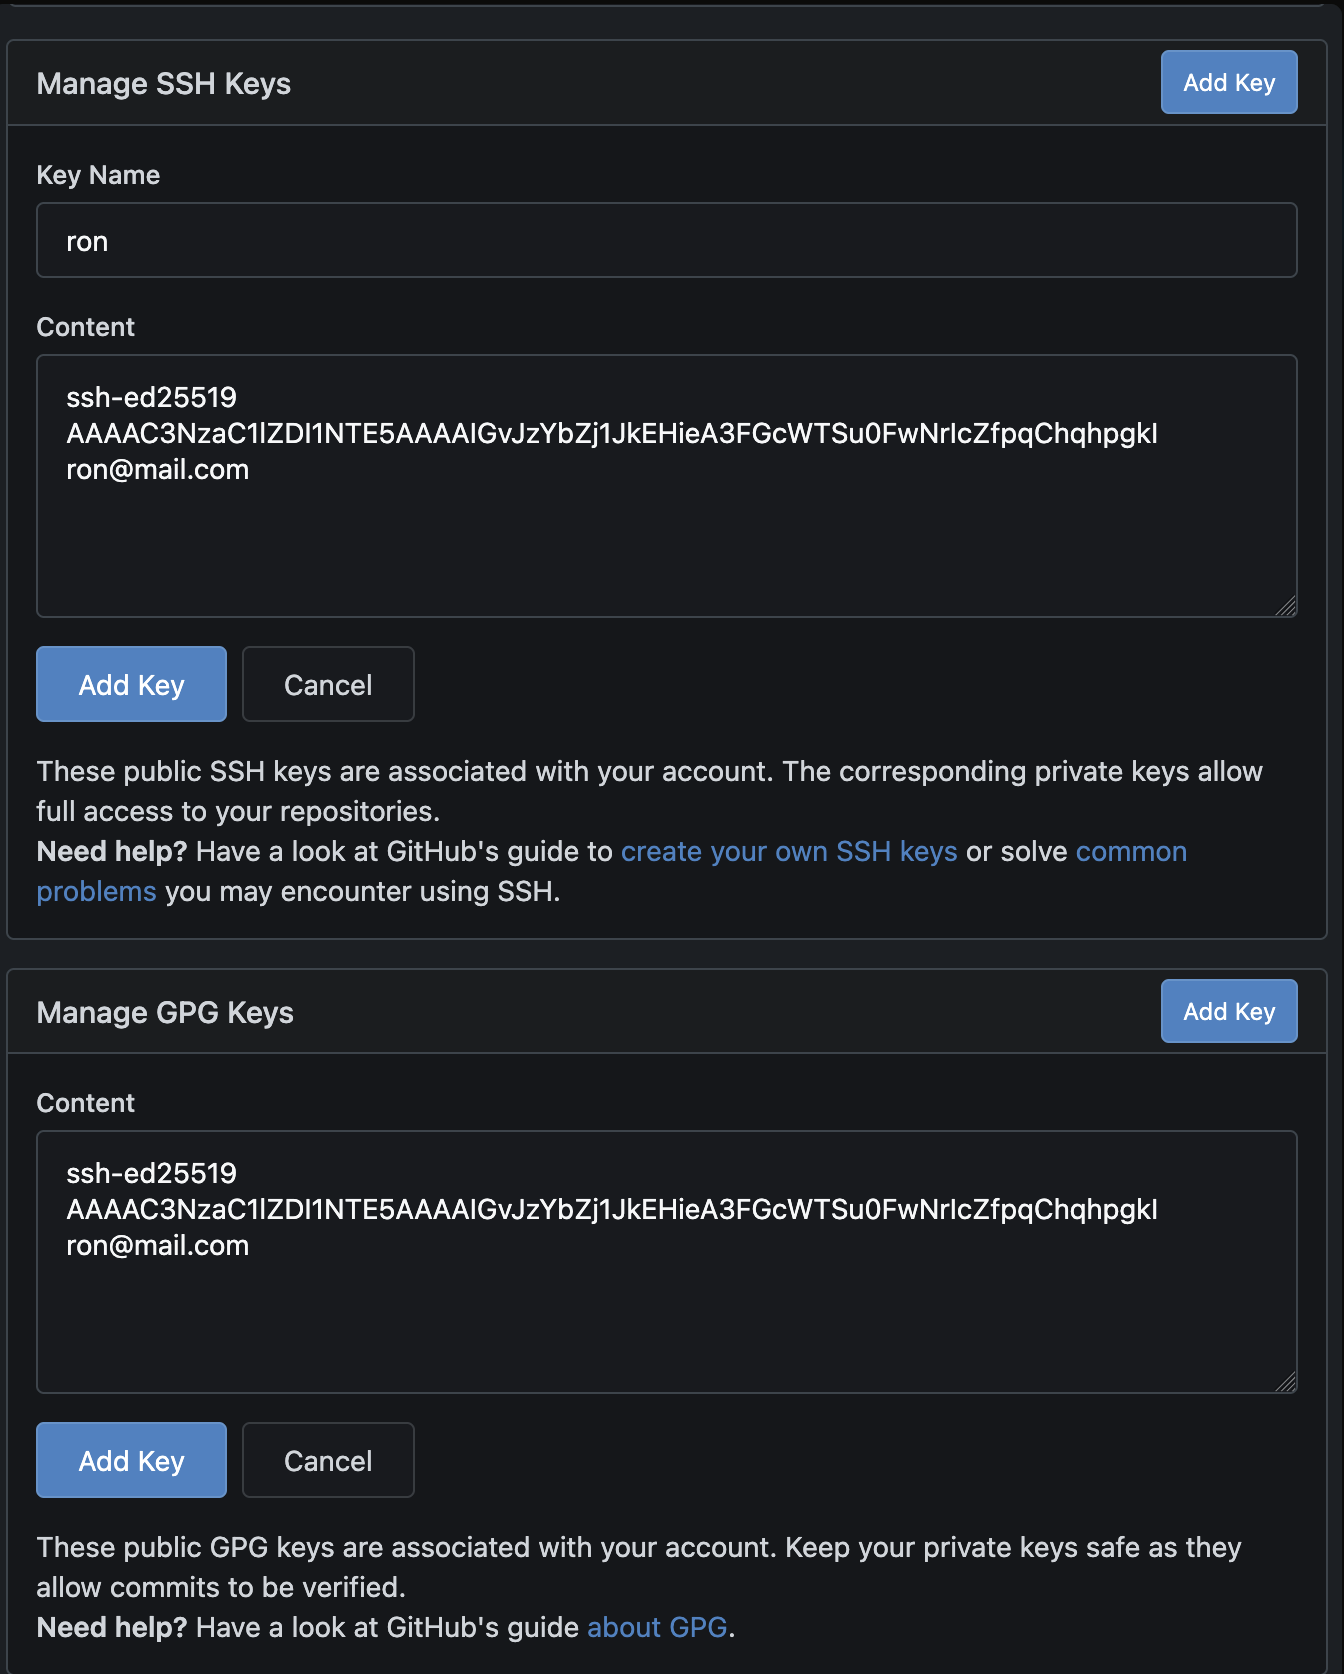 Manage SSH Keys
Add Key
Key Name
ron
Content
ssh-ed25519
AAAAC3NzaC1lZDI1NTE5AAAAIGvJzYbZj1JkEHieA3FGcWTSu0FwNrIcZfpqChqhpgkI
ron@mail.com
Add Key
Cancel
These public SSH keys are associated with your account. The corresponding private keys allow
full access to your repositories.
Need help? Have a look at GitHub's guide to create your own SSH keys or solve common
problems you may encounter using SSH.
Manage GPG Keys
Add Key
Content
ssh-ed25519
AAAAC3NzaC1lZDI1NTE5AAAAIGvJzYbZj1JkEHieA3FGcWTSu0FwNrIcZfpqChqhpgkI
ron@mail.com
Add Key
Cancel
These public GPG keys are associated with your account. Keep your private keys safe as they
allow commits to be verified.
Need help? Have a look at GitHub's guide about GPG.